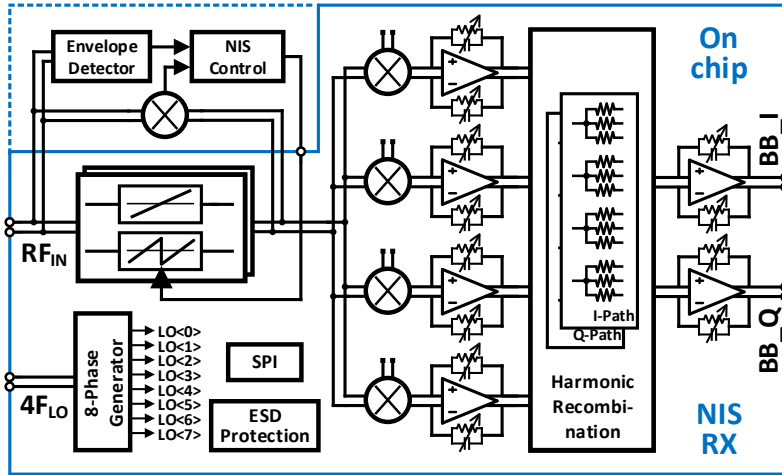 Envelope
Detector
NIS
Control
On
chip
BB_I
RF_IN
I-Path
Q-Path
BB_Q
4F_LO
8-Phase
Generator
LO<0>
LO<1>
LO<2>
LO<3>
LO<4>
LO<5>
LO<6>
LO<7>
SPI
ESD
Protection
Harmonic
Recombi-
nation
NIS
RX